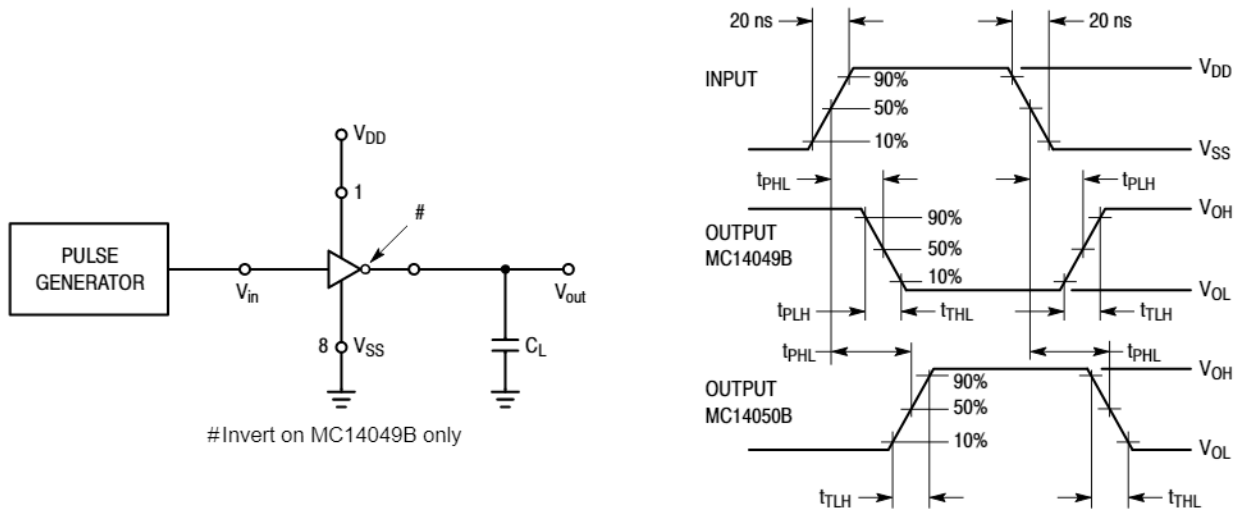 V_DD
1
#
PULSE
GENERATOR
V_in
V_out
8
V_SS
C_L
#Invert on MC14049B only
20 ns
20 ns
INPUT
V_DD
90%
50%
10%
V_SS
t_PHL
t_PLH
OUTPUT
MC14049B
V_OH
90%
50%
10%
V_OL
t_PLH
t_THL
t_TLH
t_PHL
t_PHL
OUTPUT
MC14050B
V_OH
90%
50%
10%
V_OL
t_TLH
t_THL